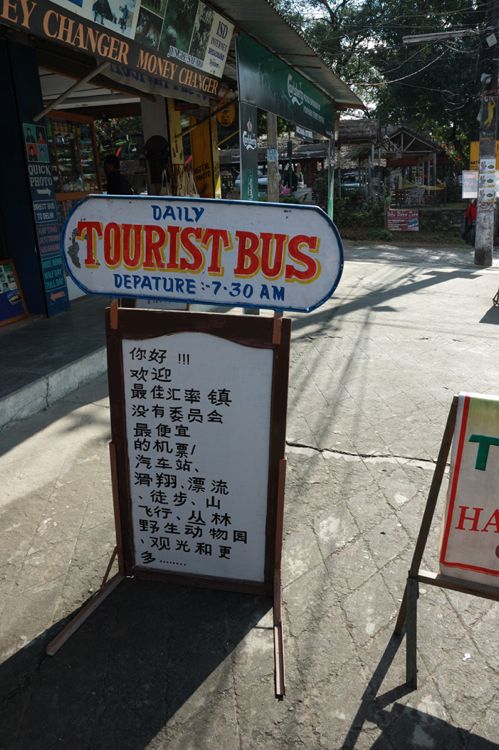 EY CHANGER MONEY CHANGER
Carlsberg
QUICK
PHOTO
DAILY
TOURIST BUS
DEPATURE :- 7·30 AM
你好 !!!
欢迎
最佳汇率 镇
没有委员会
最便宜
的机票/
汽车站、
滑翔、漂流
、徒步、山
飞行、丛林
野生动物园
、观光和更
多........
T
HA